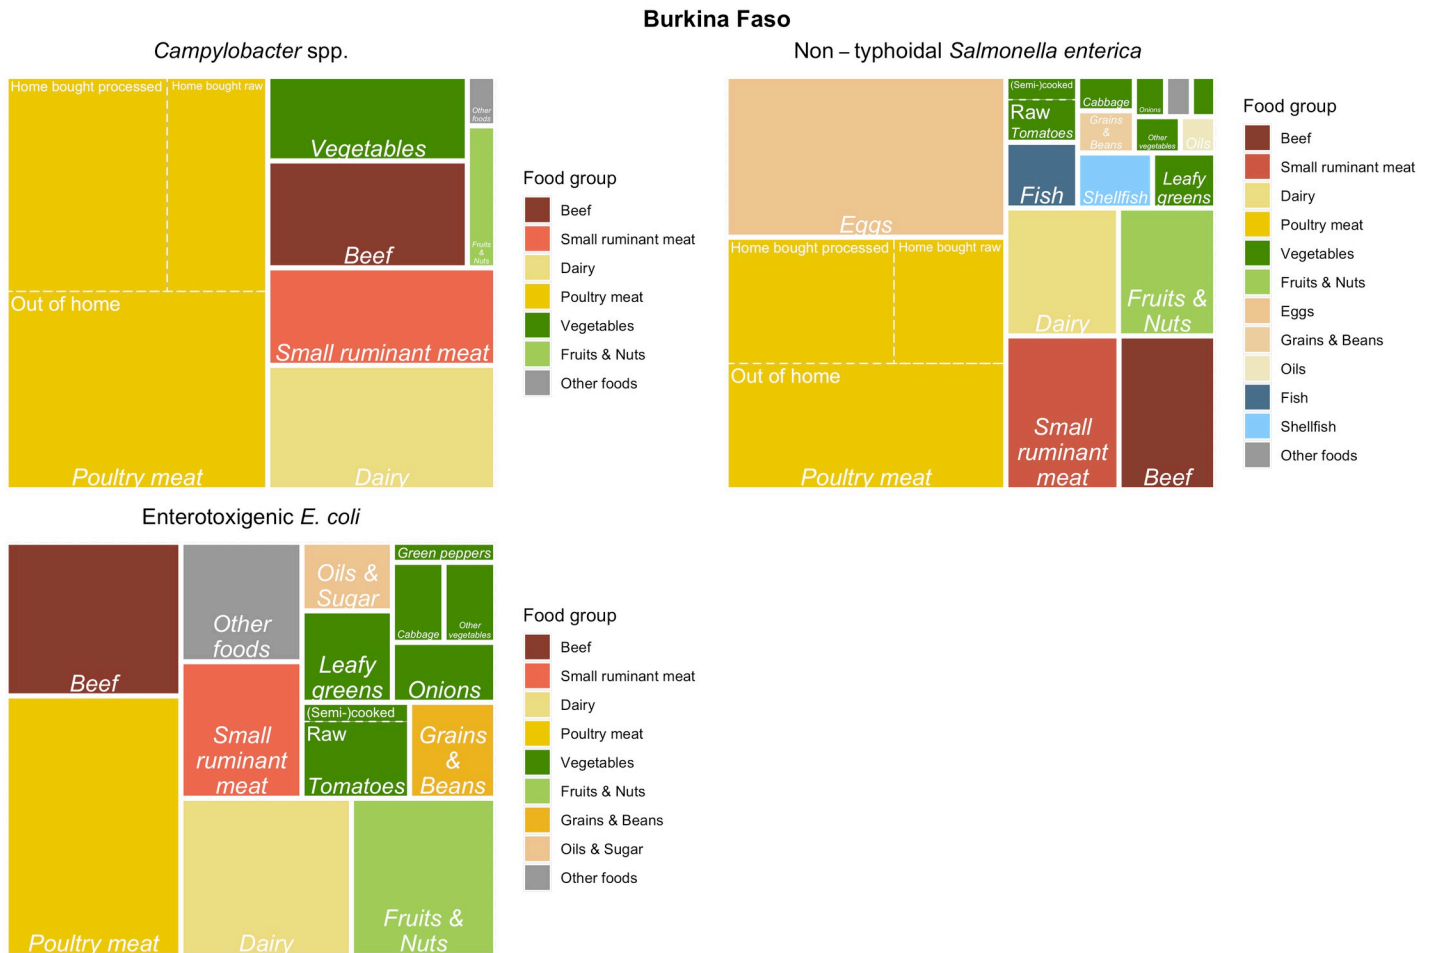 Burkina Faso
Campylobacter spp.
Home bought processed
Home bought raw
Out of home
Poultry meat
Vegetables
Beef
Small ruminant meat
Dairy
Other
foods
Fruits
&
Nuts
Food group
Beef
Small ruminant meat
Dairy
Poultry meat
Vegetables
Fruits & Nuts
Other foods
Non – typhoidal Salmonella enterica
Eggs
Home bought processed
Home bought raw
Out of home
Poultry meat
(Semi-)cooked
Raw
Tomatoes
Cabbage
Onions
Grains
&
Beans
Other
vegetables
Oils
Fish
Shellfish
Leafy
greens
Dairy
Fruits &
Nuts
Small
ruminant
meat
Beef
Food group
Beef
Small ruminant meat
Dairy
Poultry meat
Vegetables
Fruits & Nuts
Eggs
Grains & Beans
Oils
Fish
Shellfish
Other foods
Enterotoxigenic E. coli
Beef
Poultry meat
Other
foods
Small
ruminant
meat
Oils &
Sugar
Leafy
greens
Green peppers
Cabbage
Other
vegetables
Onions
(Semi-)cooked
Raw
Tomatoes
Grains
&
Beans
Dairy
Fruits &
Nuts
Food group
Beef
Small ruminant meat
Dairy
Poultry meat
Vegetables
Fruits & Nuts
Grains & Beans
Oils & Sugar
Other foods